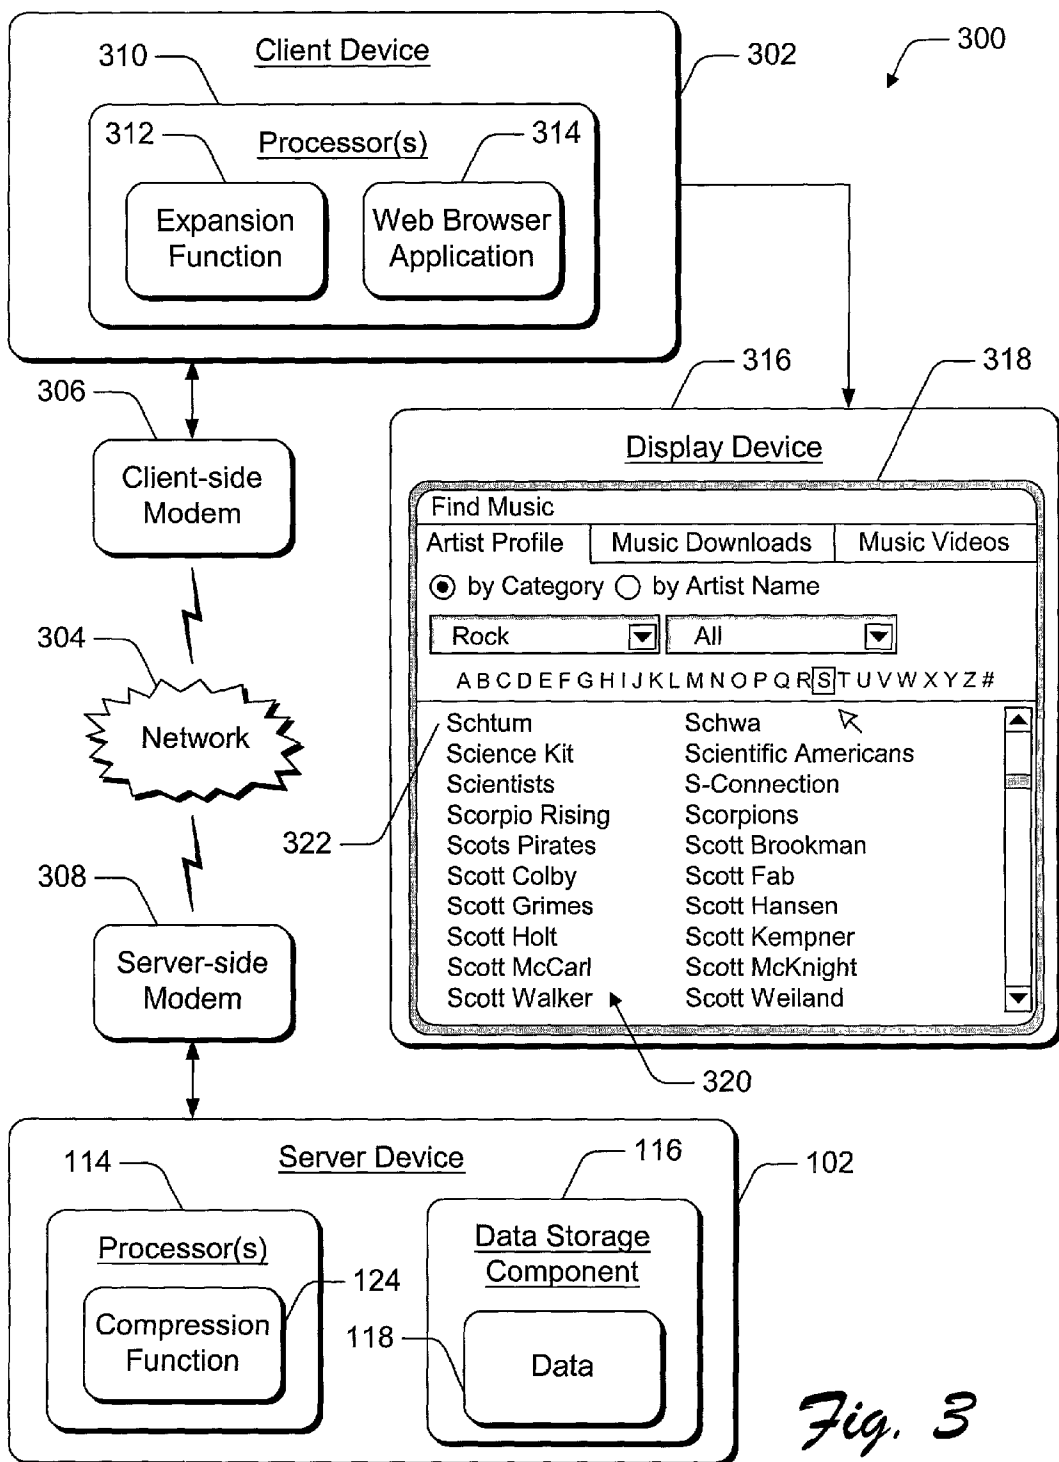 Client Device
310
302
300
312
Processor(s)
314
Expansion
Function
Web Browser
Application
306
Client-side
Modem
316
318
Display Device
Find Music
Artist Profile
Music Downloads
Music Videos
by Category
by Artist Name
Rock
All
A B C D E F G H I J K L M N O P Q R S T U V W X Y Z #
304
Network
322
Schtum Schwa
Science Kit Scientific Americans
Scientists S-Connection
Scorpio Rising Scorpions
Scots Pirates Scott Brookman
Scott Colby Scott Fab
Scott Grimes Scott Hansen
Scott Holt Scott Kempner
Scott McCarl Scott McKnight
Scott Walker Scott Weiland
320
308
Server-side
Modem
Server Device
114
116
102
Processor(s)
124
Compression
Function
Data Storage
Component
118
Data
Fig. 3